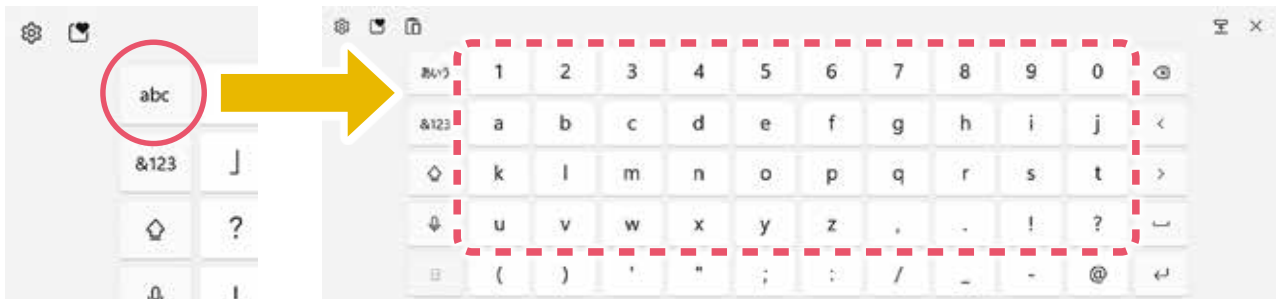 abc
&123 」
?
!
あいう 1 2 3 4 5 6 7 8 9 0
&123 a b c d e f g h i j <
k l m n o p q r s t >
u v w x y z , . ! ?
( ) ' " ; : / _ - @